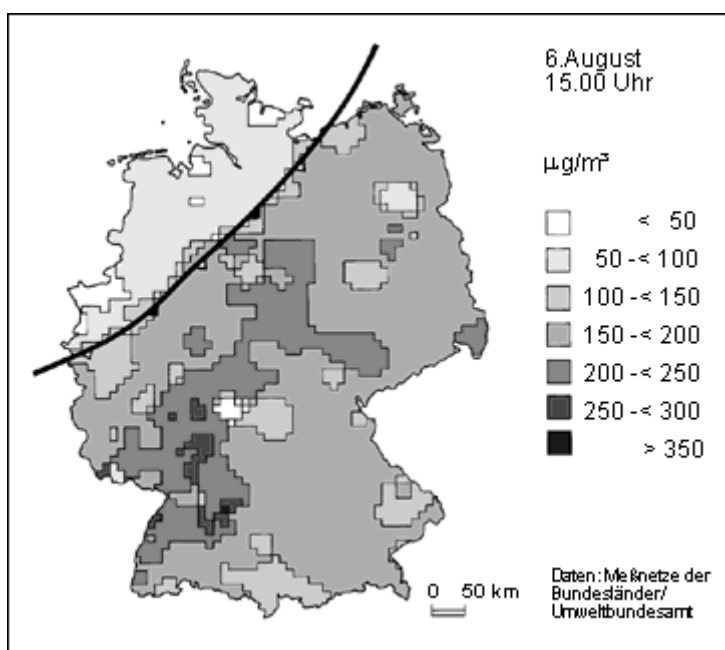 6.August
15.00 Uhr
µg/m³
< 50
50 -< 100
100 -< 150
150 -< 200
200 -< 250
250 -< 300
> 350
0 50 km
Daten: Meßnetze der
Bundesländer/
Umweltbundesamt